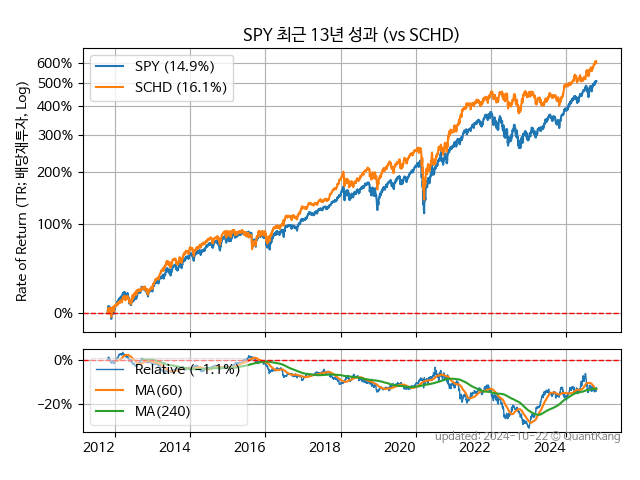 SPY 최근 13년 성과 (vs SCHD)
600%
500%
400%
300%
200%
100%
0%
Rate of Return (TR; 배당재투자, Log)
SPY (14.9%)
SCHD (16.1%)
0%
−20%
Relative (−1.1%)
MA(60)
MA(240)
updated: 2024-10-22 © QuantKang
2012 2014 2016 2018 2020 2022 2024